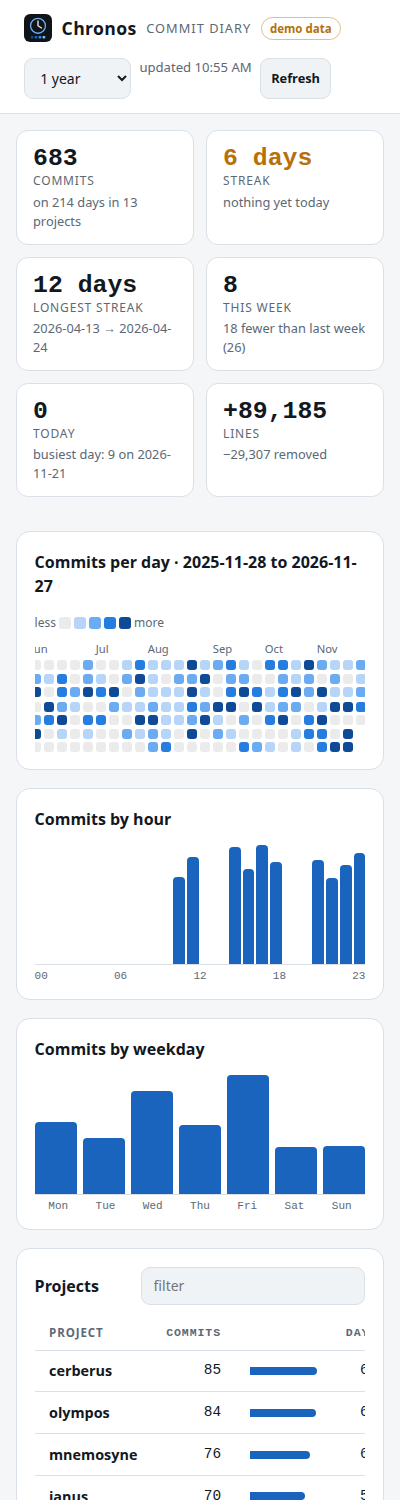 Chronos COMMIT DIARY demo data
1 year updated 10:55 AM Refresh
683
COMMITS
on 214 days in 13
projects
6 days
STREAK
nothing yet today
12 days
LONGEST STREAK
2026-04-13 → 2026-04-
24
8
THIS WEEK
18 fewer than last week
(26)
0
TODAY
busiest day: 9 on 2026-
11-21
+89,185
LINES
−29,307 removed
Commits per day · 2025-11-28 to 2026-11-
27
less more
un Jul Aug Sep Oct Nov
Commits by hour
00 06 12 18 23
Commits by weekday
Mon Tue Wed Thu Fri Sat Sun
Projects filter
PROJECT COMMITS
cerberus 85
olympos 84
mnemosyne 76
janus 70